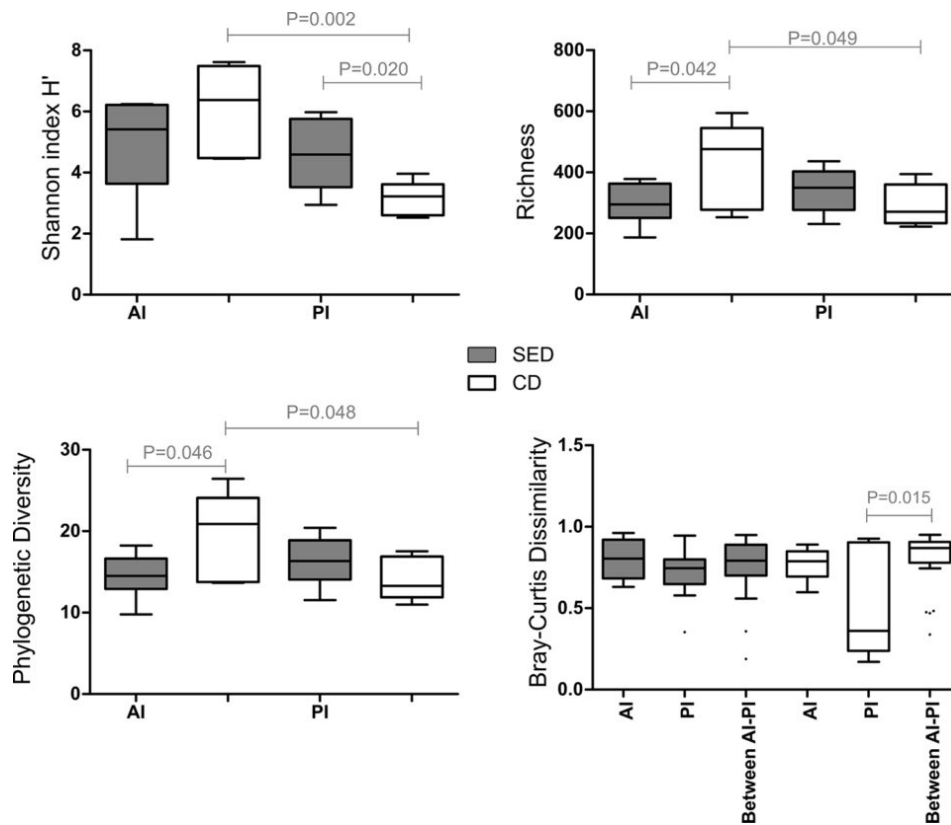 P=0.002
P=0.020
Shannon index H'
8
6
4
2
0
AI
PI
P=0.049
P=0.042
Richness
800
600
400
200
0
AI
PI
SED
CD
P=0.048
P=0.046
Phylogenetic Diversity
30
20
10
0
AI
PI
P=0.015
Bray-Curtis Dissimilarity
1.5
1.0
0.5
0.0
AI
PI
Between AI-PI
AI
PI
Between AI-PI